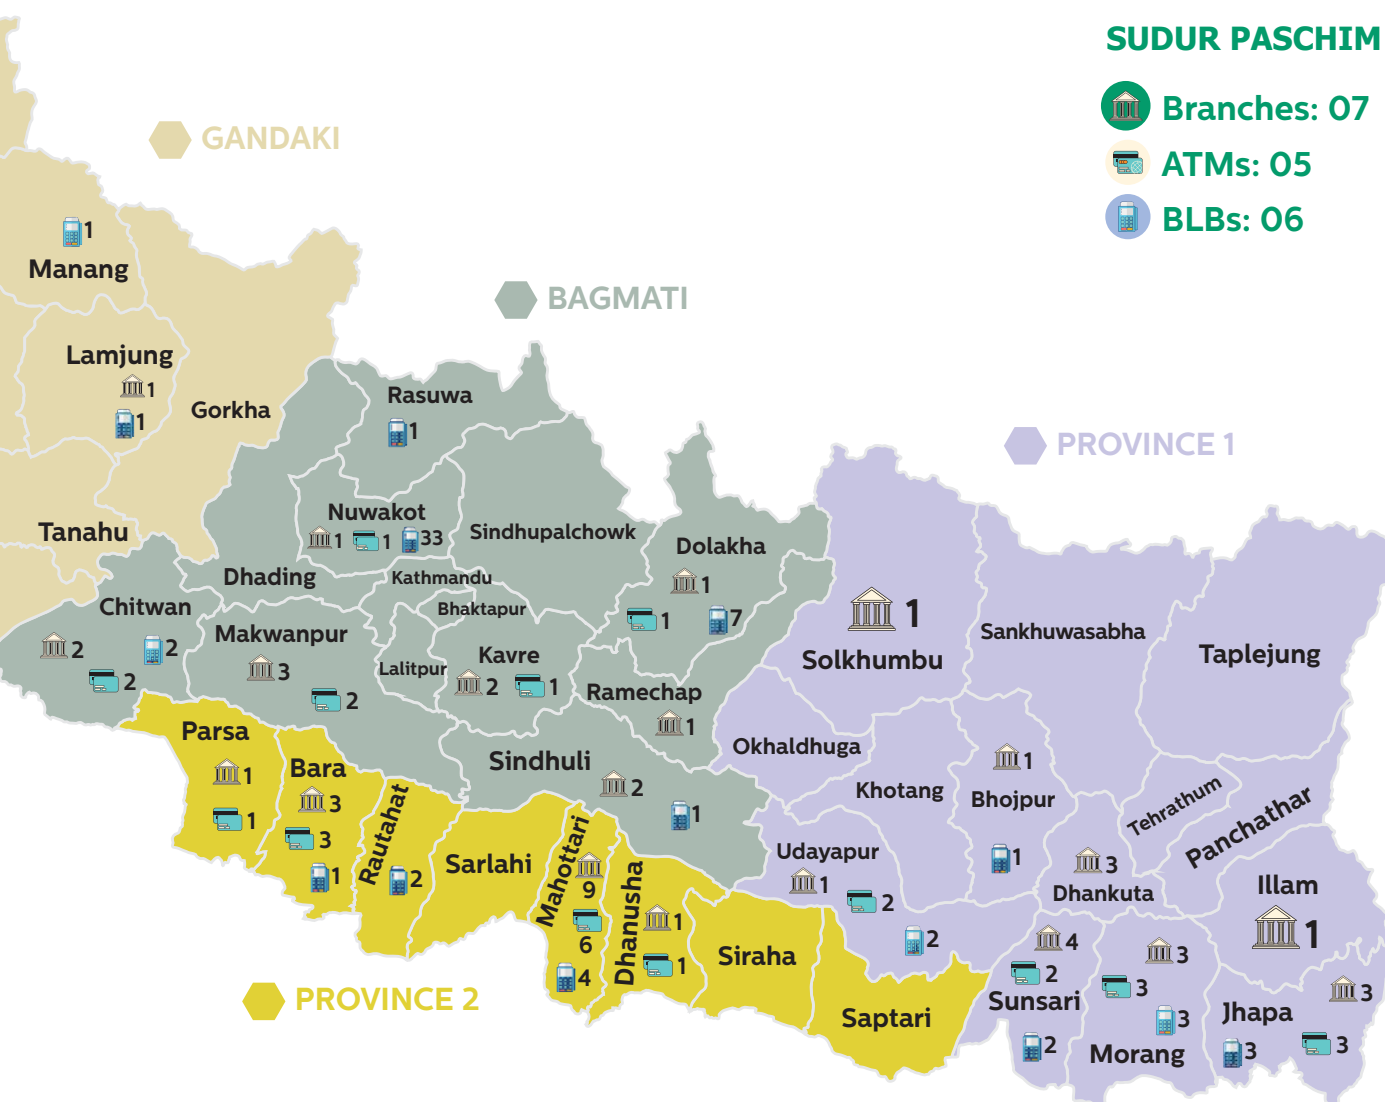 SUDUR PASCHIM
Branches: 07
ATMs: 05
BLBs: 06
GANDAKI
1
Manang
Lamjung
1
1
Gorkha
Tanahu
BAGMATI
Rasuwa
1
Nuwakot
1 1 33
Sindhupalchowk
Dolakha
1
1 7
Dhading
Kathmandu
Bhaktapur
Chitwan
2 2
2
Makwanpur
3
2
Lalitpur
Kavre
2 1
Ramechap
1
Sindhuli
2
1
PROVINCE 1
1
Solkhumbu
Sankhuwasabha
Taplejung
Okhaldhuga
Khotang
1
Bhojpur
1
Tehrathum
Panchathar
Udayapur
1
2
2
3
Dhankuta
Illam
1
4
2
Sunsari
2
3
3
3
Morang
3
Jhapa
3 3
Parsa
1
1
Bara
3
3
1
Rautahat
2
Sarlahi
Mahottari
9
6
4
Dhanusha
1
1
Siraha
Saptari
PROVINCE 2